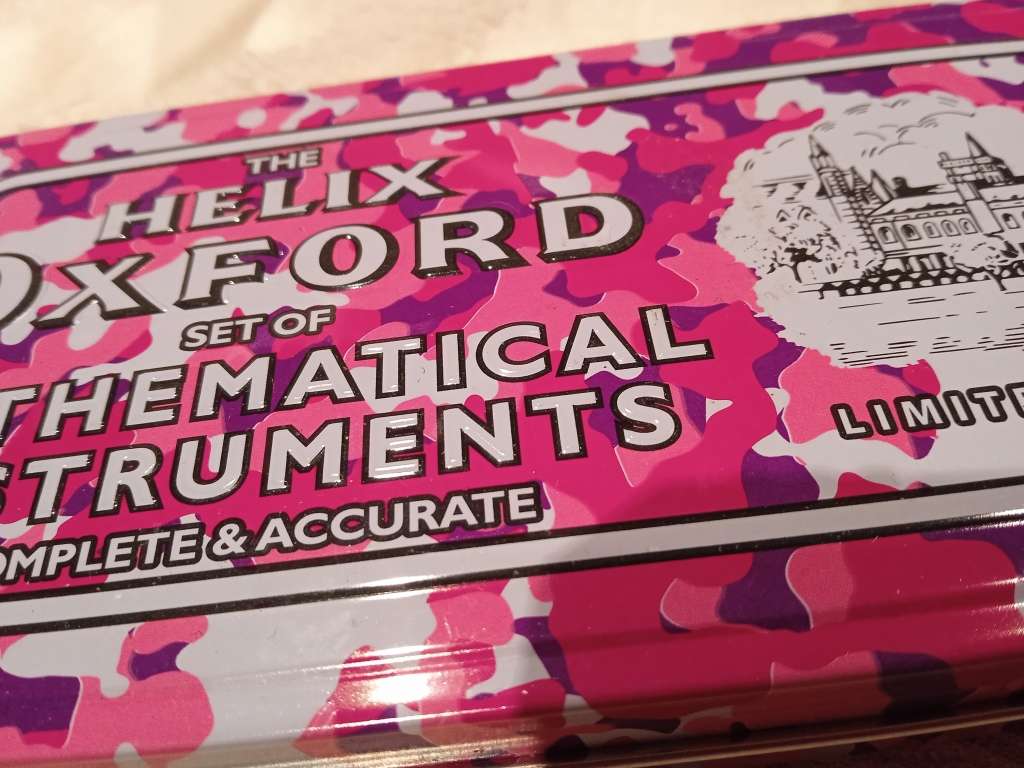 THE
HELIX
OXFORD
SET OF
THEMATICAL
STRUMENTS
OMPLETE & ACCURATE
LIMITE